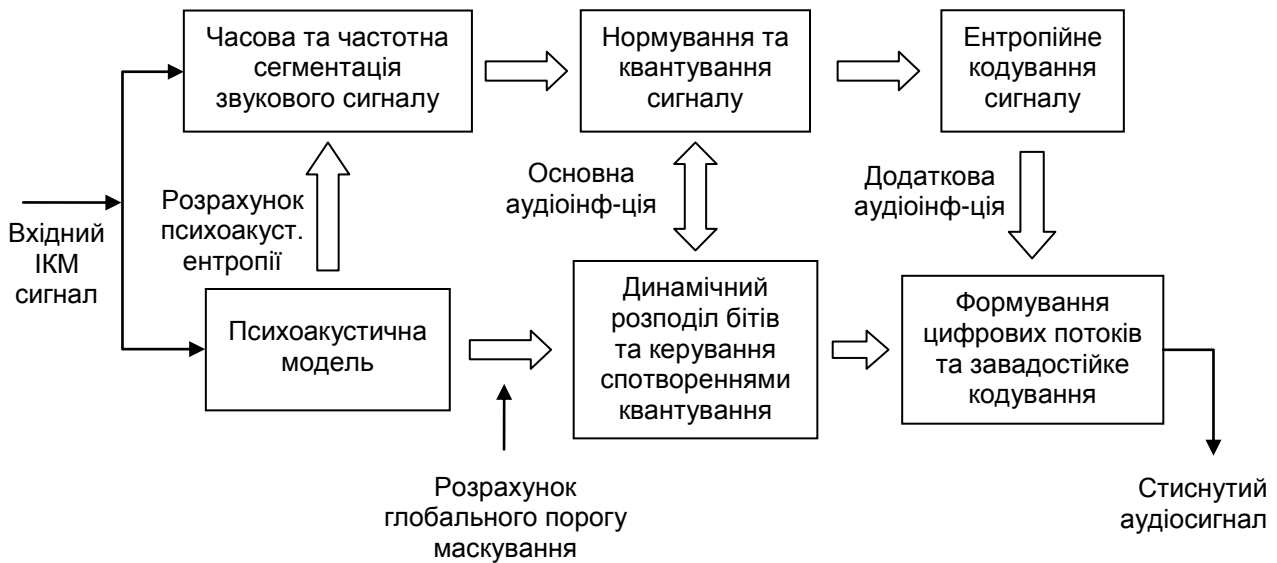 Часова та частотна
сегментація
звукового сигналу
Нормування та
квантування
сигналу
Ентропійне
кодування
сигналу
Розрахунок
психоакуст.
ентропії
Основна
аудіоінф-ція
Додаткова
аудіоінф-ція
Вхідний
ІКМ
сигнал
Психоакустична
модель
Динамічний
розподіл бітів
та керування
спотвореннями
квантування
Формування
цифрових потоків
та завадостійке
кодування
Розрахунок
глобального порогу
маскування
Стиснутий
аудіосигнал